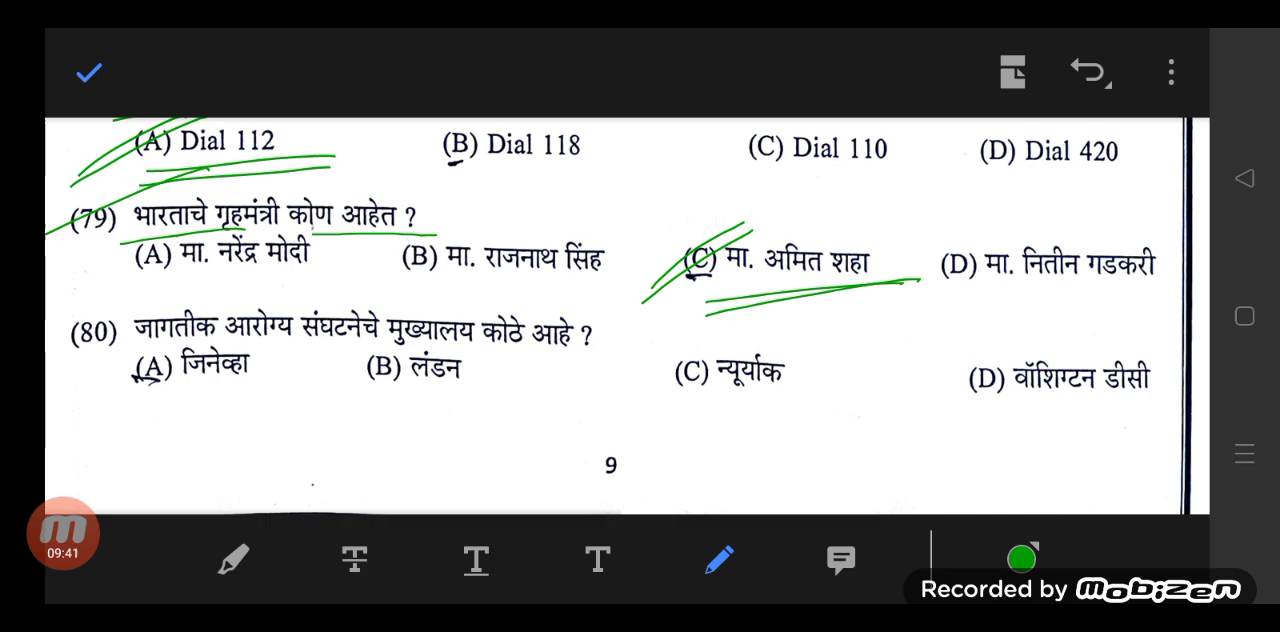 (A) Dial 112 (B) Dial 118 (C) Dial 110 (D) Dial 420
(79) भारताचे गृहमंत्री कोण आहेत ?
(A) मा. नरेंद्र मोदी (B) मा. राजनाथ सिंह (C) मा. अमित शहा (D) मा. नितीन गडकरी
(80) जागतीक आरोग्य संघटनेचे मुख्यालय कोठे आहे ?
(A) जिनेव्हा (B) लंडन (C) न्यूर्याक (D) वॉशिग्टन डीसी
9
09:41
T T T
Recorded by Mobizen